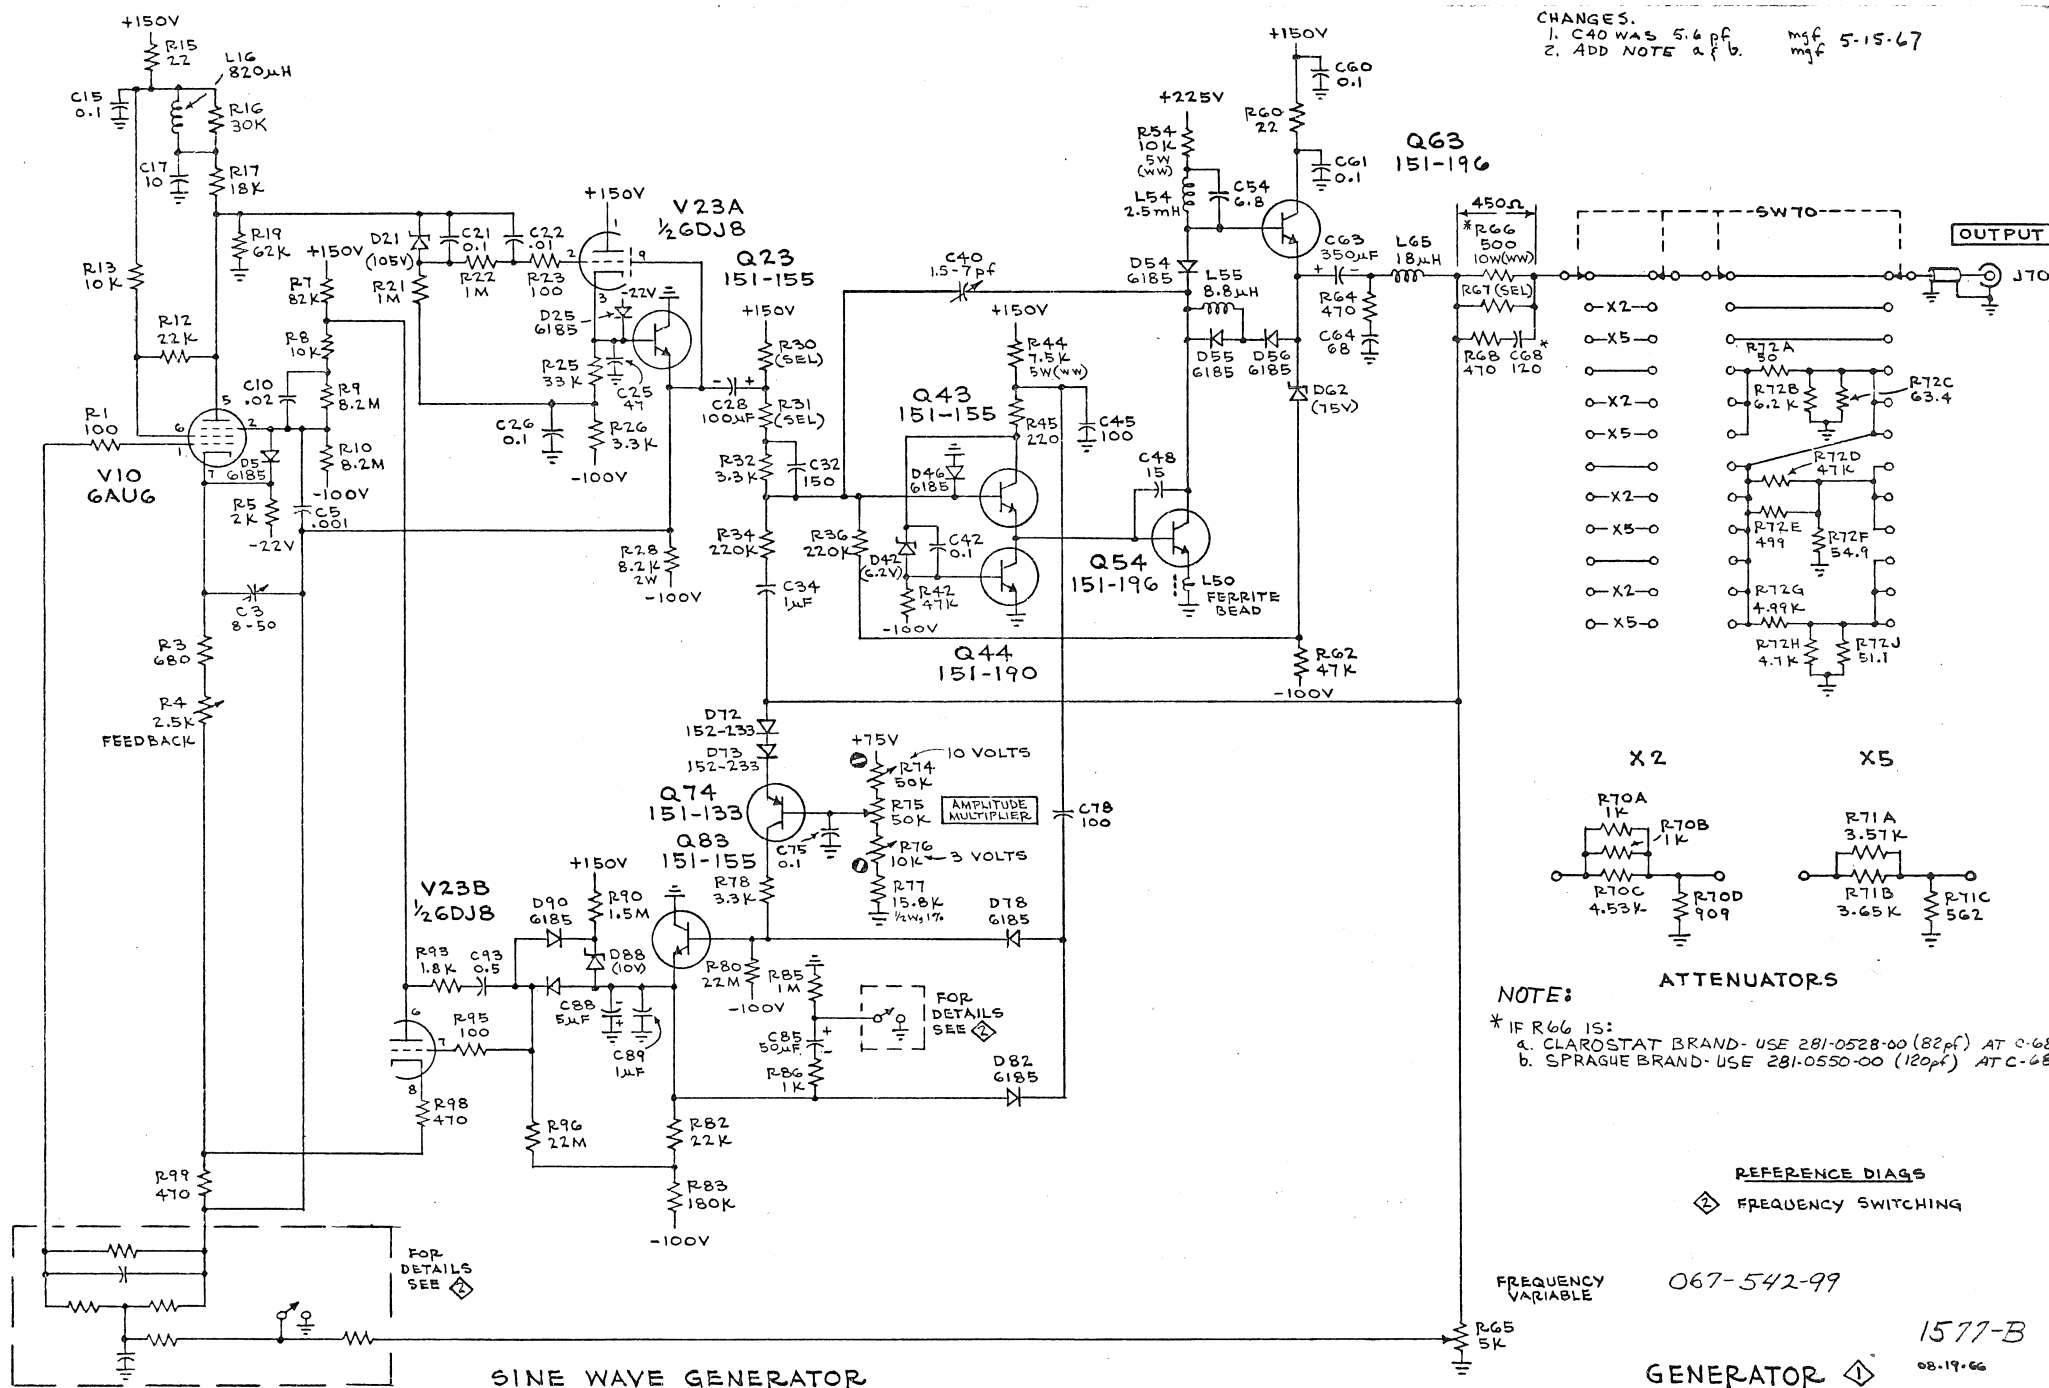 CHANGES.
1. C40 WAS 5.6 pf. mgf 5-15-67
2. ADD NOTE a & b. mgf
+150V
R15
22
L16
820µH
C15
0.1
R16
30K
C17
10
R17
18K
R13
10K
R19
62K
+150V
R7
82K
R12
22K
R8
10K
C10
.02
R9
8.2M
R1
100
5
6
1
2
7
V10
6AU6
D5
6185
R10
8.2M
-100V
R5
2K
C5
.001
-22V
C3
8-50
R3
680
R4
2.5K
FEEDBACK
D21
(105V)
C21
0.1
C22
.01
R21
1M
R22
1M
R23
100
+150V
V23A
½6DJ8
1
2
9
3
Q23
151-155
-22V
D25
6185
R25
33K
C25
47
C26
0.1
R26
3.3K
-100V
C28
100µF
R28
8.2K
2W
-100V
+150V
R30
(SEL)
R31
(SEL)
R32
3.3K
C32
150
R34
220K
C34
1µF
R36
220K
C40
1.5-7pf
+150V
R44
7.5K
5W(WW)
Q43
151-155
R45
220
C45
100
D46
6185
D42
(6.2V)
C42
0.1
R42
47K
-100V
Q44
151-190
C48
15
Q54
151-196
L50
FERRITE
BEAD
+225V
R54
10K
5W
(WW)
L54
2.5mH
C54
6.8
D54
6185
L55
8.8µH
D55
6185
D56
6185
+150V
C60
0.1
R60
22
C61
0.1
Q63
151-196
C63
350µF
R64
470
C64
68
L65
18µH
D62
(75V)
R62
47K
-100V
450Ω
*R66
500
10W(WW)
R67(SEL)
R68
470
C68*
120
SW70
OUTPUT
J70
X2
X5
X2
X5
X2
X5
X2
X5
R72A
50
R72B
6.2K
R72C
63.4
R72D
47K
R72E
499
R72F
54.9
R72G
4.99K
R72H
4.7K
R72J
51.1
D72
152-233
D73
152-233
Q74
151-133
+75V
10 VOLTS
R74
50K
R75
50K
AMPLITUDE
MULTIPLIER
R76
10K
3 VOLTS
R77
15.8K
½W,1%
C75
0.1
C78
100
R78
3.3K
D78
6185
Q83
151-155
+150V
V23B
½6DJ8
D90
6185
R90
1.5M
D88
(10V)
R93
1.8K
C93
0.5
C88
5µF
C89
1µF
R80
22M
-100V
R85
1M
C85
50µF
R86
1K
FOR
DETAILS
SEE 2
D82
6185
6
7
8
R95
100
R98
470
R96
22M
R82
22K
R83
180K
-100V
R99
470
FOR
DETAILS
SEE 2
X2
X5
R70A
1K
R70B
1K
R70C
4.53K
R70D
909
R71A
3.57K
R71B
3.65K
R71C
562
ATTENUATORS
NOTE:
* IF R66 IS:
a. CLAROSTAT BRAND- USE 281-0528-00 (82pf) AT C-68
b. SPRAGUE BRAND- USE 281-0550-00 (120pf) AT C-68
REFERENCE DIAGS
2 FREQUENCY SWITCHING
FREQUENCY
VARIABLE
067-542-99
R65
5K
1577-B
08.19.66
SINE WAVE GENERATOR
GENERATOR 1